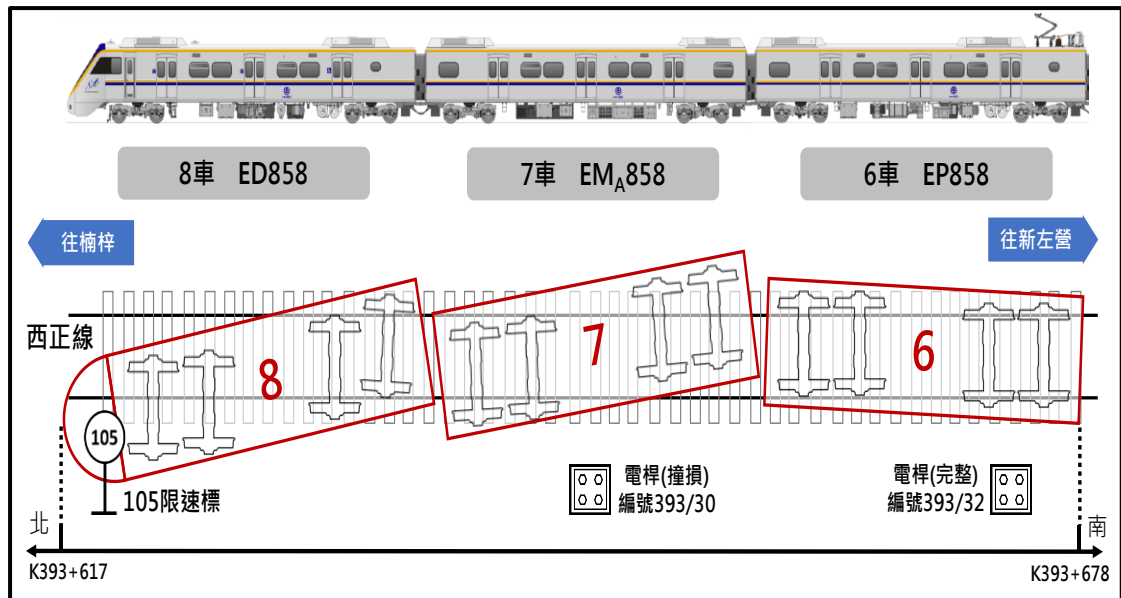 8車 ED858
7車 EMA858
6車 EP858
往楠梓
往新左營
西正線
8
7
6
105
105限速標
電桿(撞損)
編號393/30
電桿(完整)
編號393/32
北
南
K393+617
K393+678